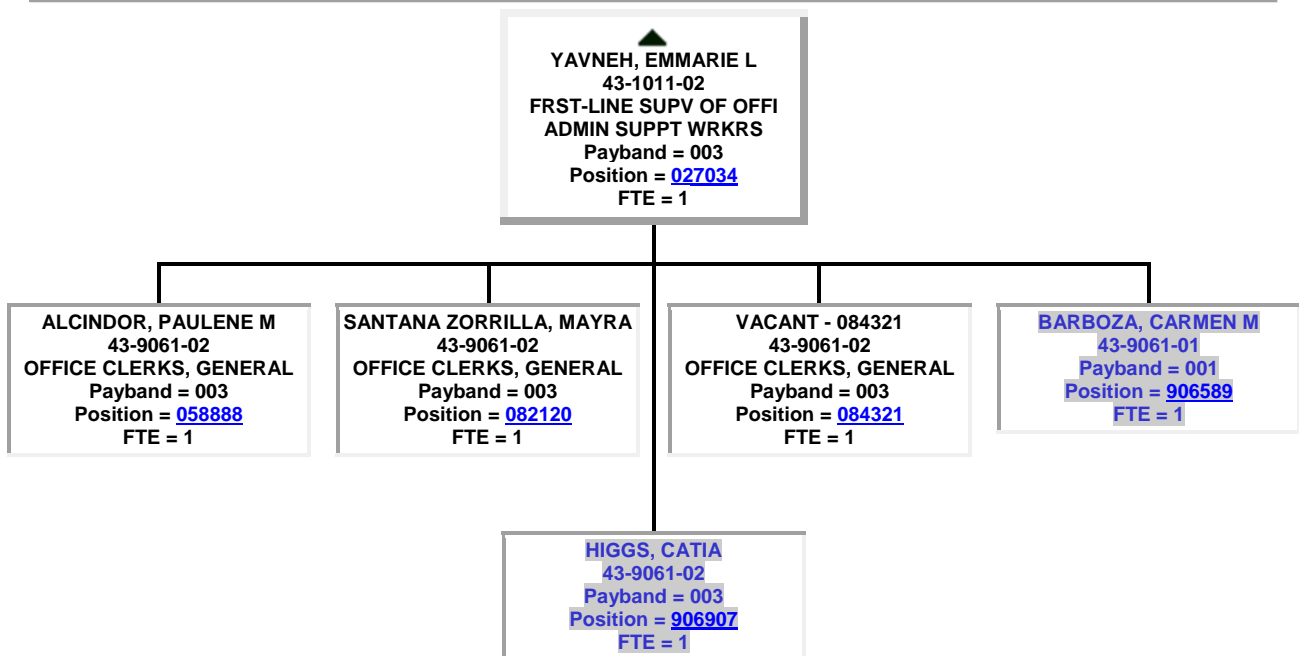 YAVNEH, EMMARIE L
43-1011-02
FRST-LINE SUPV OF OFFI
ADMIN SUPPT WRKRS
Payband = 003
Position = 027034
FTE = 1
ALCINDOR, PAULENE M
43-9061-02
OFFICE CLERKS, GENERAL
Payband = 003
Position = 058888
FTE = 1
SANTANA ZORRILLA, MAYRA
43-9061-02
OFFICE CLERKS, GENERAL
Payband = 003
Position = 082120
FTE = 1
VACANT - 084321
43-9061-02
OFFICE CLERKS, GENERAL
Payband = 003
Position = 084321
FTE = 1
BARBOZA, CARMEN M
43-9061-01
Payband = 001
Position = 906589
FTE = 1
HIGGS, CATIA
43-9061-02
Payband = 003
Position = 906907
FTE = 1